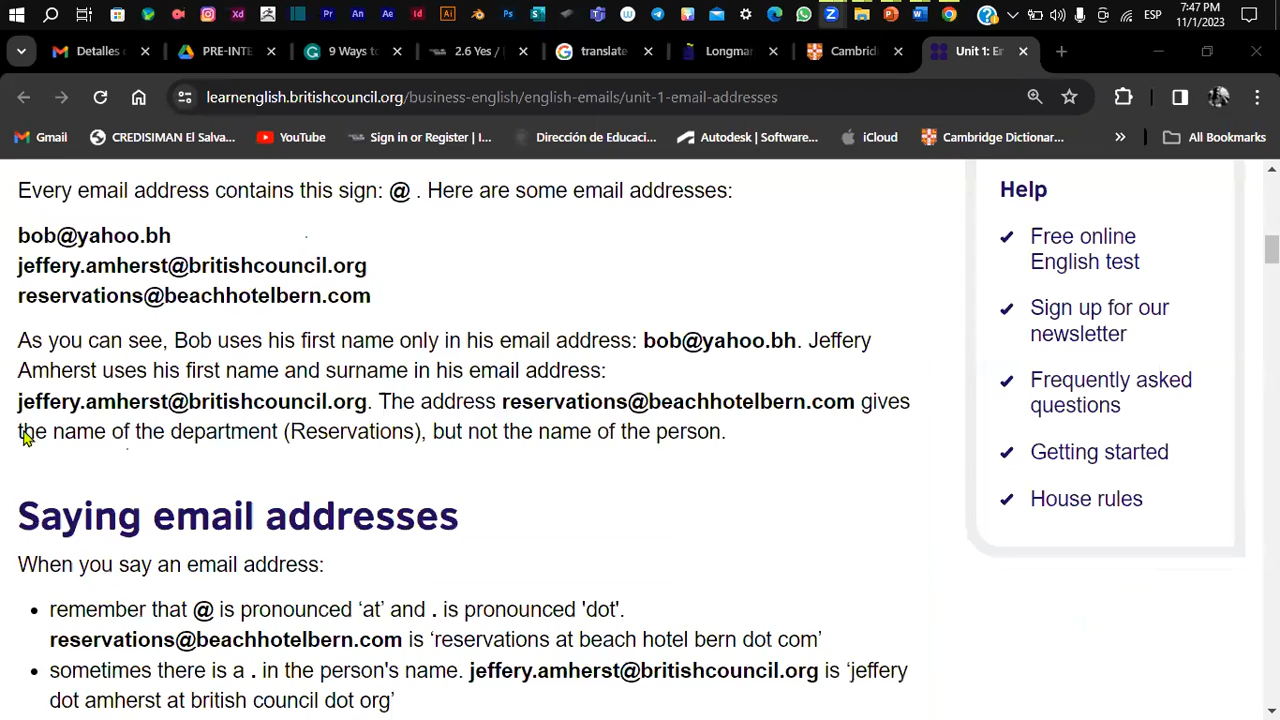 Xd
Pr
An
Ae
Id
Ai
Ps
ESP
7:47 PM
11/1/2023
Detalles
PRE-INTE
9 Ways to
2.6 Yes /
translate
Longma
Cambrid
Unit 1: Er
learnenglish.britishcouncil.org/business-english/english-emails/unit-1-email-addresses
Gmail
CREDISIMAN El Salva...
YouTube
Sign in or Register | I...
Dirección de Educaci...
Autodesk | Software...
iCloud
Cambridge Dictionar...
»
All Bookmarks
Every email address contains this sign: @ . Here are some email addresses:
bob@yahoo.bh
jeffery.amherst@britishcouncil.org
reservations@beachhotelbern.com
As you can see, Bob uses his first name only in his email address: bob@yahoo.bh. Jeffery
Amherst uses his first name and surname in his email address:
jeffery.amherst@britishcouncil.org. The address reservations@beachhotelbern.com gives
the name of the department (Reservations), but not the name of the person.
Saying email addresses
When you say an email address:
• remember that @ is pronounced ‘at’ and . is pronounced 'dot'.
reservations@beachhotelbern.com is ‘reservations at beach hotel bern dot com’
• sometimes there is a . in the person's name. jeffery.amherst@britishcouncil.org is ‘jeffery
dot amherst at british council dot org’
Help
Free online
English test
Sign up for our
newsletter
Frequently asked
questions
Getting started
House rules